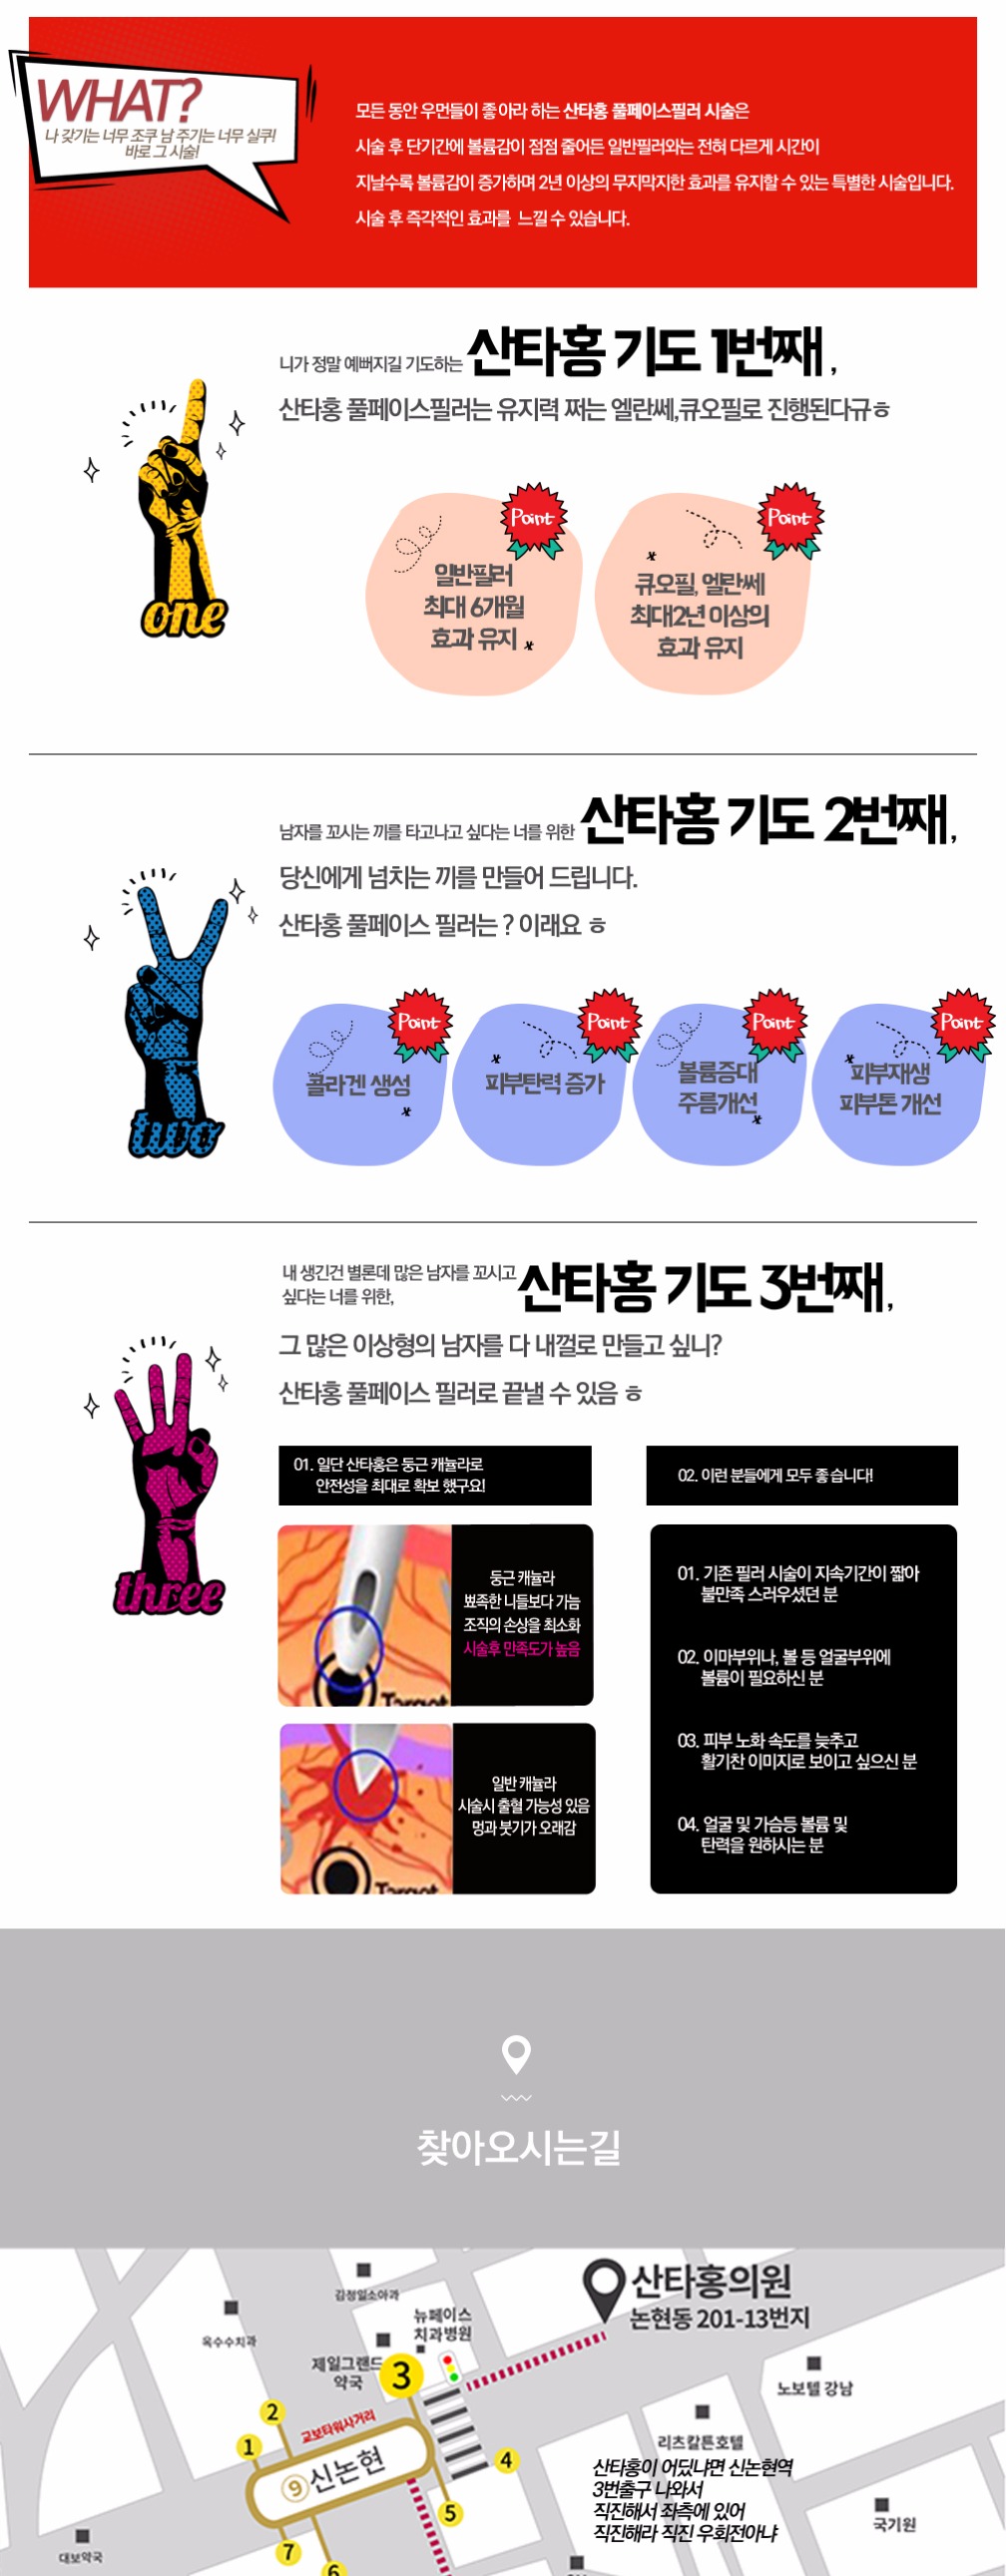 WHAT?
나 갖기는 너무 조쿠 남 주기는 너무 실쿠!
바로 그 시술!
모든 동안 우먼들이 좋아라 하는 산타홍 풀페이스필러 시술은
시술 후 단기간에 볼륨감이 점점 줄어든 일반필러와는 전혀 다르게 시간이
지날수록 볼륨감이 증가하며 2년 이상의 무지막지한 효과를 유지할 수 있는 특별한 시술입니다.
시술 후 즉각적인 효과를 느낄 수 있습니다.
니가 정말 예뻐지길 기도하는 산타홍 기도 1번째,
산타홍 풀페이스필러는 유지력 쩌는 엘란쎄,큐오필로 진행된다규ㅎ
one
Point
일반필러
최대 6개월
효과 유지
Point
큐오필, 엘란쎄
최대2년 이상의
효과 유지
남자를 꼬시는 끼를 타고나고 싶다는 너를 위한 산타홍 기도 2번째,
당신에게 넘치는 끼를 만들어 드립니다.
산타홍 풀페이스 필러는 ? 이래요 ㅎ
two
Point
콜라겐 생성
Point
피부탄력 증가
Point
볼륨증대
주름개선
Point
피부재생
피부톤 개선
내 생긴건 별론데 많은 남자를 꼬시고
싶다는 너를 위한,
산타홍 기도 3번째,
그 많은 이상형의 남자를 다 내껄로 만들고 싶니?
산타홍 풀페이스 필러로 끝낼 수 있음 ㅎ
three
01. 일단 산타홍은 둥근 캐뉼라로
안전성을 최대로 확보 했구요!
둥근 캐뉼라
뾰족한 니들보다 가늠
조직의 손상을 최소화
시술후 만족도가 높음
Target
일반 캐뉼라
시술시 출혈 가능성 있음
멍과 붓기가 오래감
Target
02. 이런 분들에게 모두 좋습니다!
01. 기존 필러 시술이 지속기간이 짧아
불만족 스러우셨던 분
02. 이마부위나, 볼 등 얼굴부위에
볼륨이 필요하신 분
03. 피부 노화 속도를 늦추고
활기찬 이미지로 보이고 싶으신 분
04. 얼굴 및 가슴등 볼륨 및
탄력을 원하시는 분
찾아오시는길
산타홍의원
논현동 201-13번지
김정일소아과
뉴페이스
치과병원
옥수수치과
제일그랜드
약국
3
노보텔 강남
2
교보타워사거리
1
리츠칼튼호텔
⑨신논현
4
산타홍이 어딨냐면 신논현역
3번출구 나와서
직진해서 좌측에 있어
직진해라 직진 우회전아냐
5
국기원
대보약국
7
6